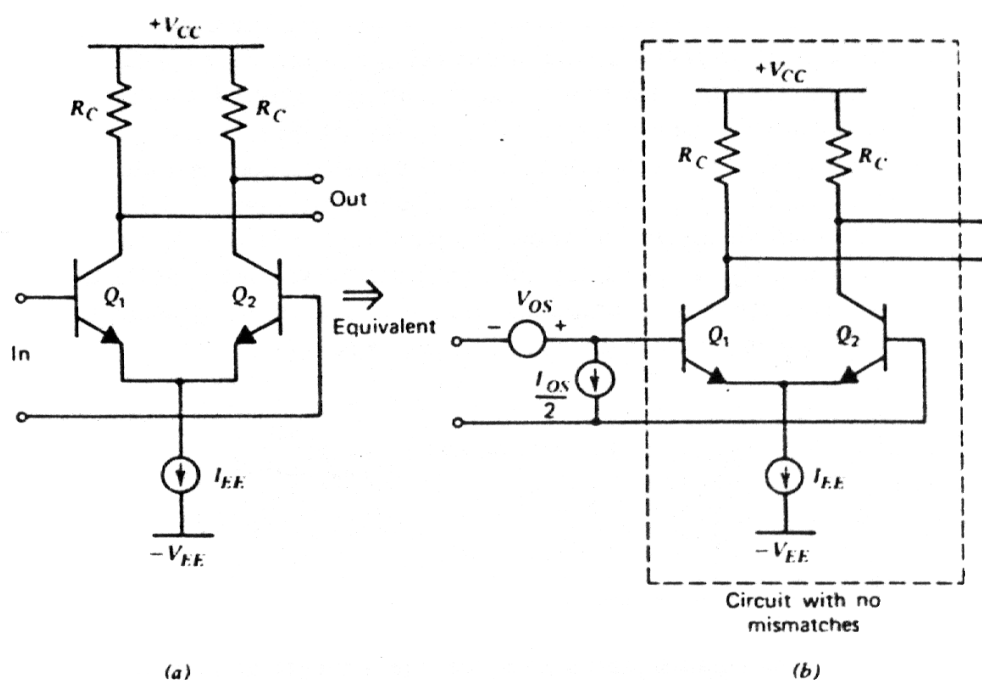 +V_CC
R_C
R_C
Out
Q_1
Q_2
In
I_EE
−V_EE
(a)
⇒
Equivalent
+V_CC
R_C
R_C
V_OS
− +
I_OS
2
Q_1
Q_2
I_EE
−V_EE
Circuit with no
mismatches
(b)